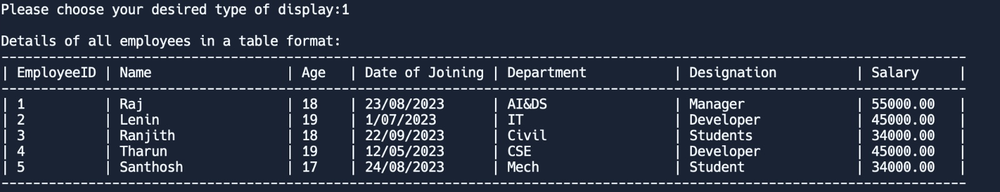 Please choose your desired type of display:1
Details of all employees in a table format:
--------------------------------------------------------------------------------------------------------------------------
| EmployeeID | Name                 | Age   | Date of Joining | Department           | Designation          | Salary     |
--------------------------------------------------------------------------------------------------------------------------
| 1          | Raj                  | 18    | 23/08/2023      | AI&DS                | Manager              | 55000.00   |
| 2          | Lenin                | 19    | 1/07/2023       | IT                   | Developer            | 45000.00   |
| 3          | Ranjith              | 18    | 22/09/2023      | Civil                | Students             | 34000.00   |
| 4          | Tharun               | 19    | 12/05/2023      | CSE                  | Developer            | 45000.00   |
| 5          | Santhosh             | 17    | 24/08/2023      | Mech                 | Student              | 34000.00   |
--------------------------------------------------------------------------------------------------------------------------